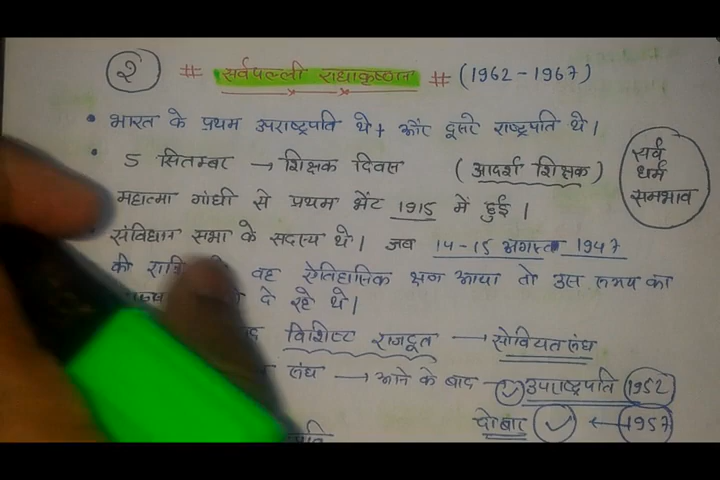 २ # सर्वपल्ली राधाकृष्णन # (1962-1967)
• भारत के प्रथम उपराष्ट्रपति थे + और दूसरे राष्ट्रपति थे।
• 5 सितम्बर → शिक्षक दिवस (आदर्श शिक्षक)
सर्व
धर्म
समभाव
महात्मा गांधी से प्रथम भेंट 1915 में हुई।
• संविधान सभा के सदस्य थे। जब 14-15 अगस्त 1947
की वह ऐतिहासिक क्षण आया तो उस समय का
दे रहे थे।
विशिष्ट राजदूत → सोवियत संघ
संघ → आने के बाद → उपराष्ट्रपति 1952
दो बार ← 1957